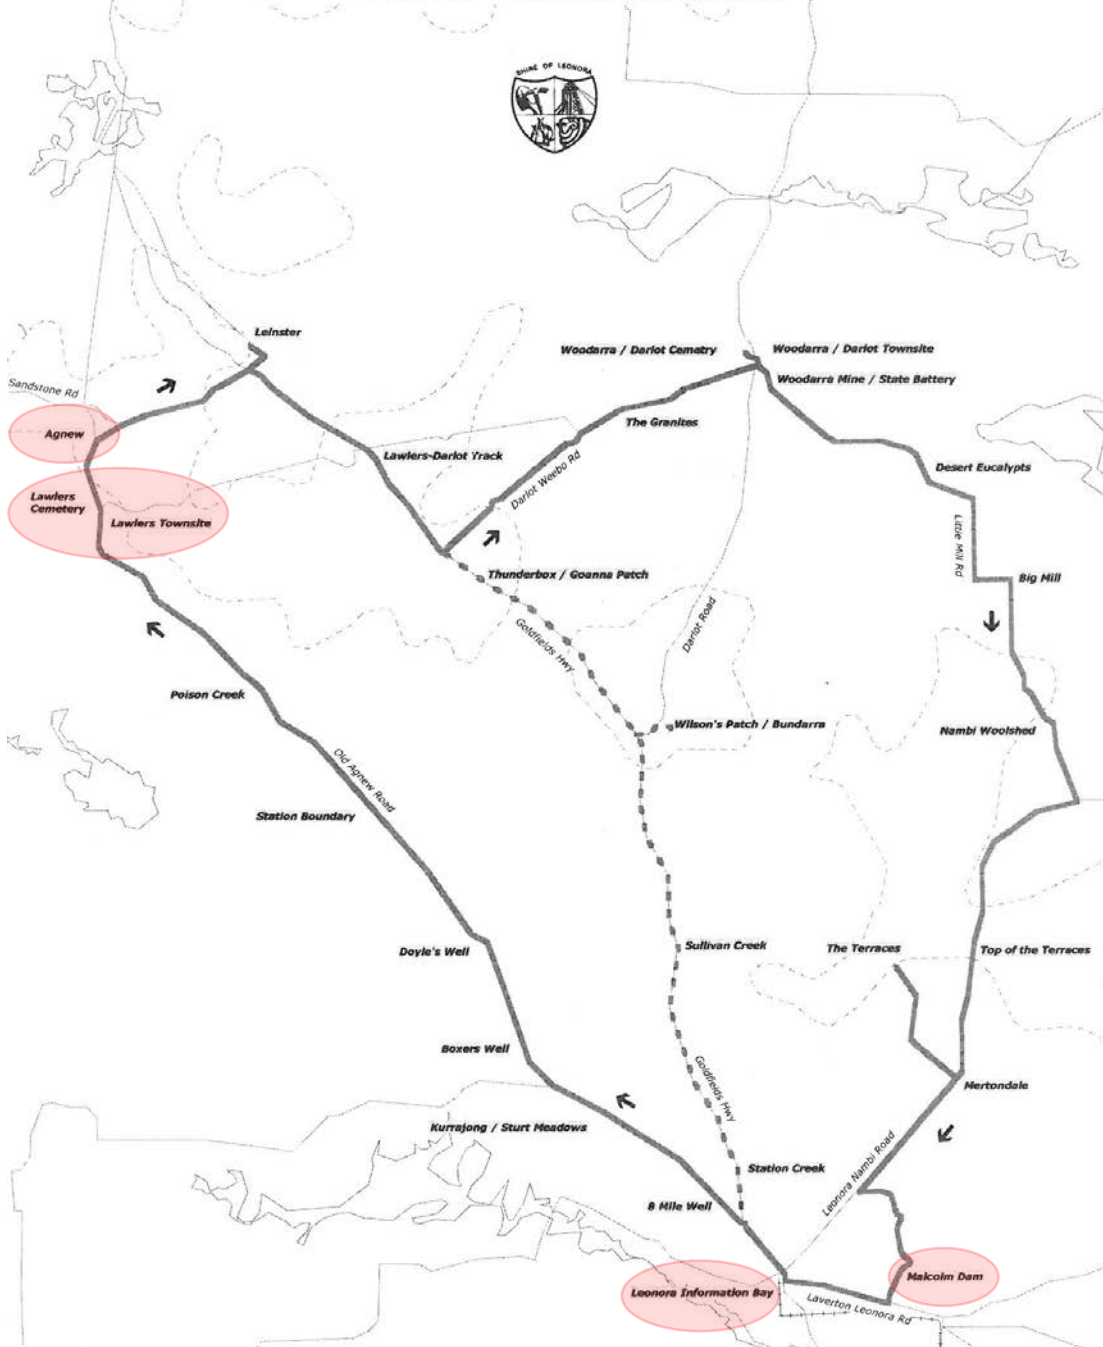 SHIRE OF LEONORA
Leinster
Woodarra / Darlot Cemetry
Woodarra / Darlot Townsite
Woodarra Mine / State Battery
Sandstone Rd
Agnew
The Granites
Lawlers-Darlot Track
Darlot Weebo Rd
Desert Eucalypts
Lawlers
Cemetery
Lawlers Townsite
Little Mill Rd
Thunderbox / Goanna Patch
Big Mill
Goldfields Hwy
Darlot Road
Poison Creek
Wilson's Patch / Bundarra
Nambi Woolshed
Old Agnew Road
Station Boundary
Doyle's Well
Sullivan Creek
The Terraces
Top of the Terraces
Boxers Well
Goldfields Hwy
Mertondale
Kurrajong / Sturt Meadows
Leonora Nambi Road
Station Creek
8 Mile Well
Malcolm Dam
Leonora Information Bay
Laverton Leonora Rd